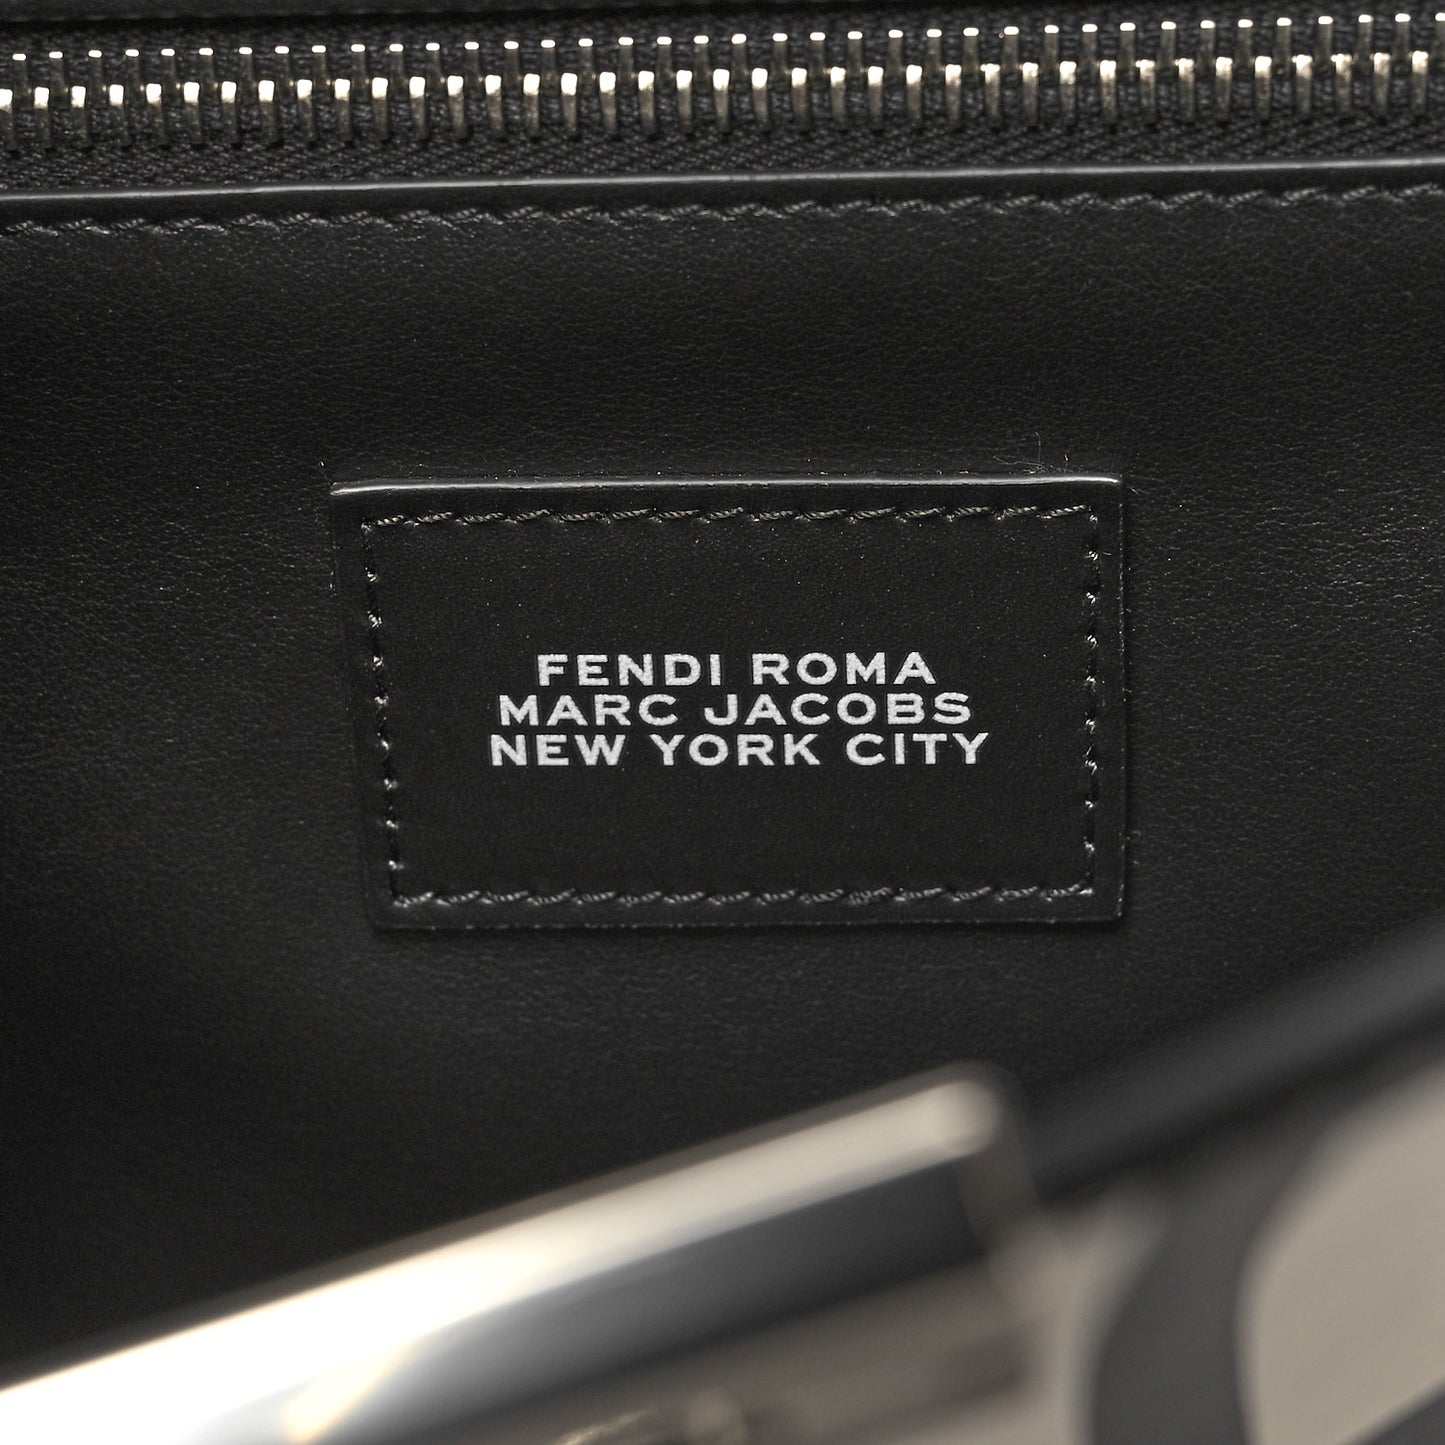 FENDI ROMA
MARC JACOBS
NEW YORK CITY